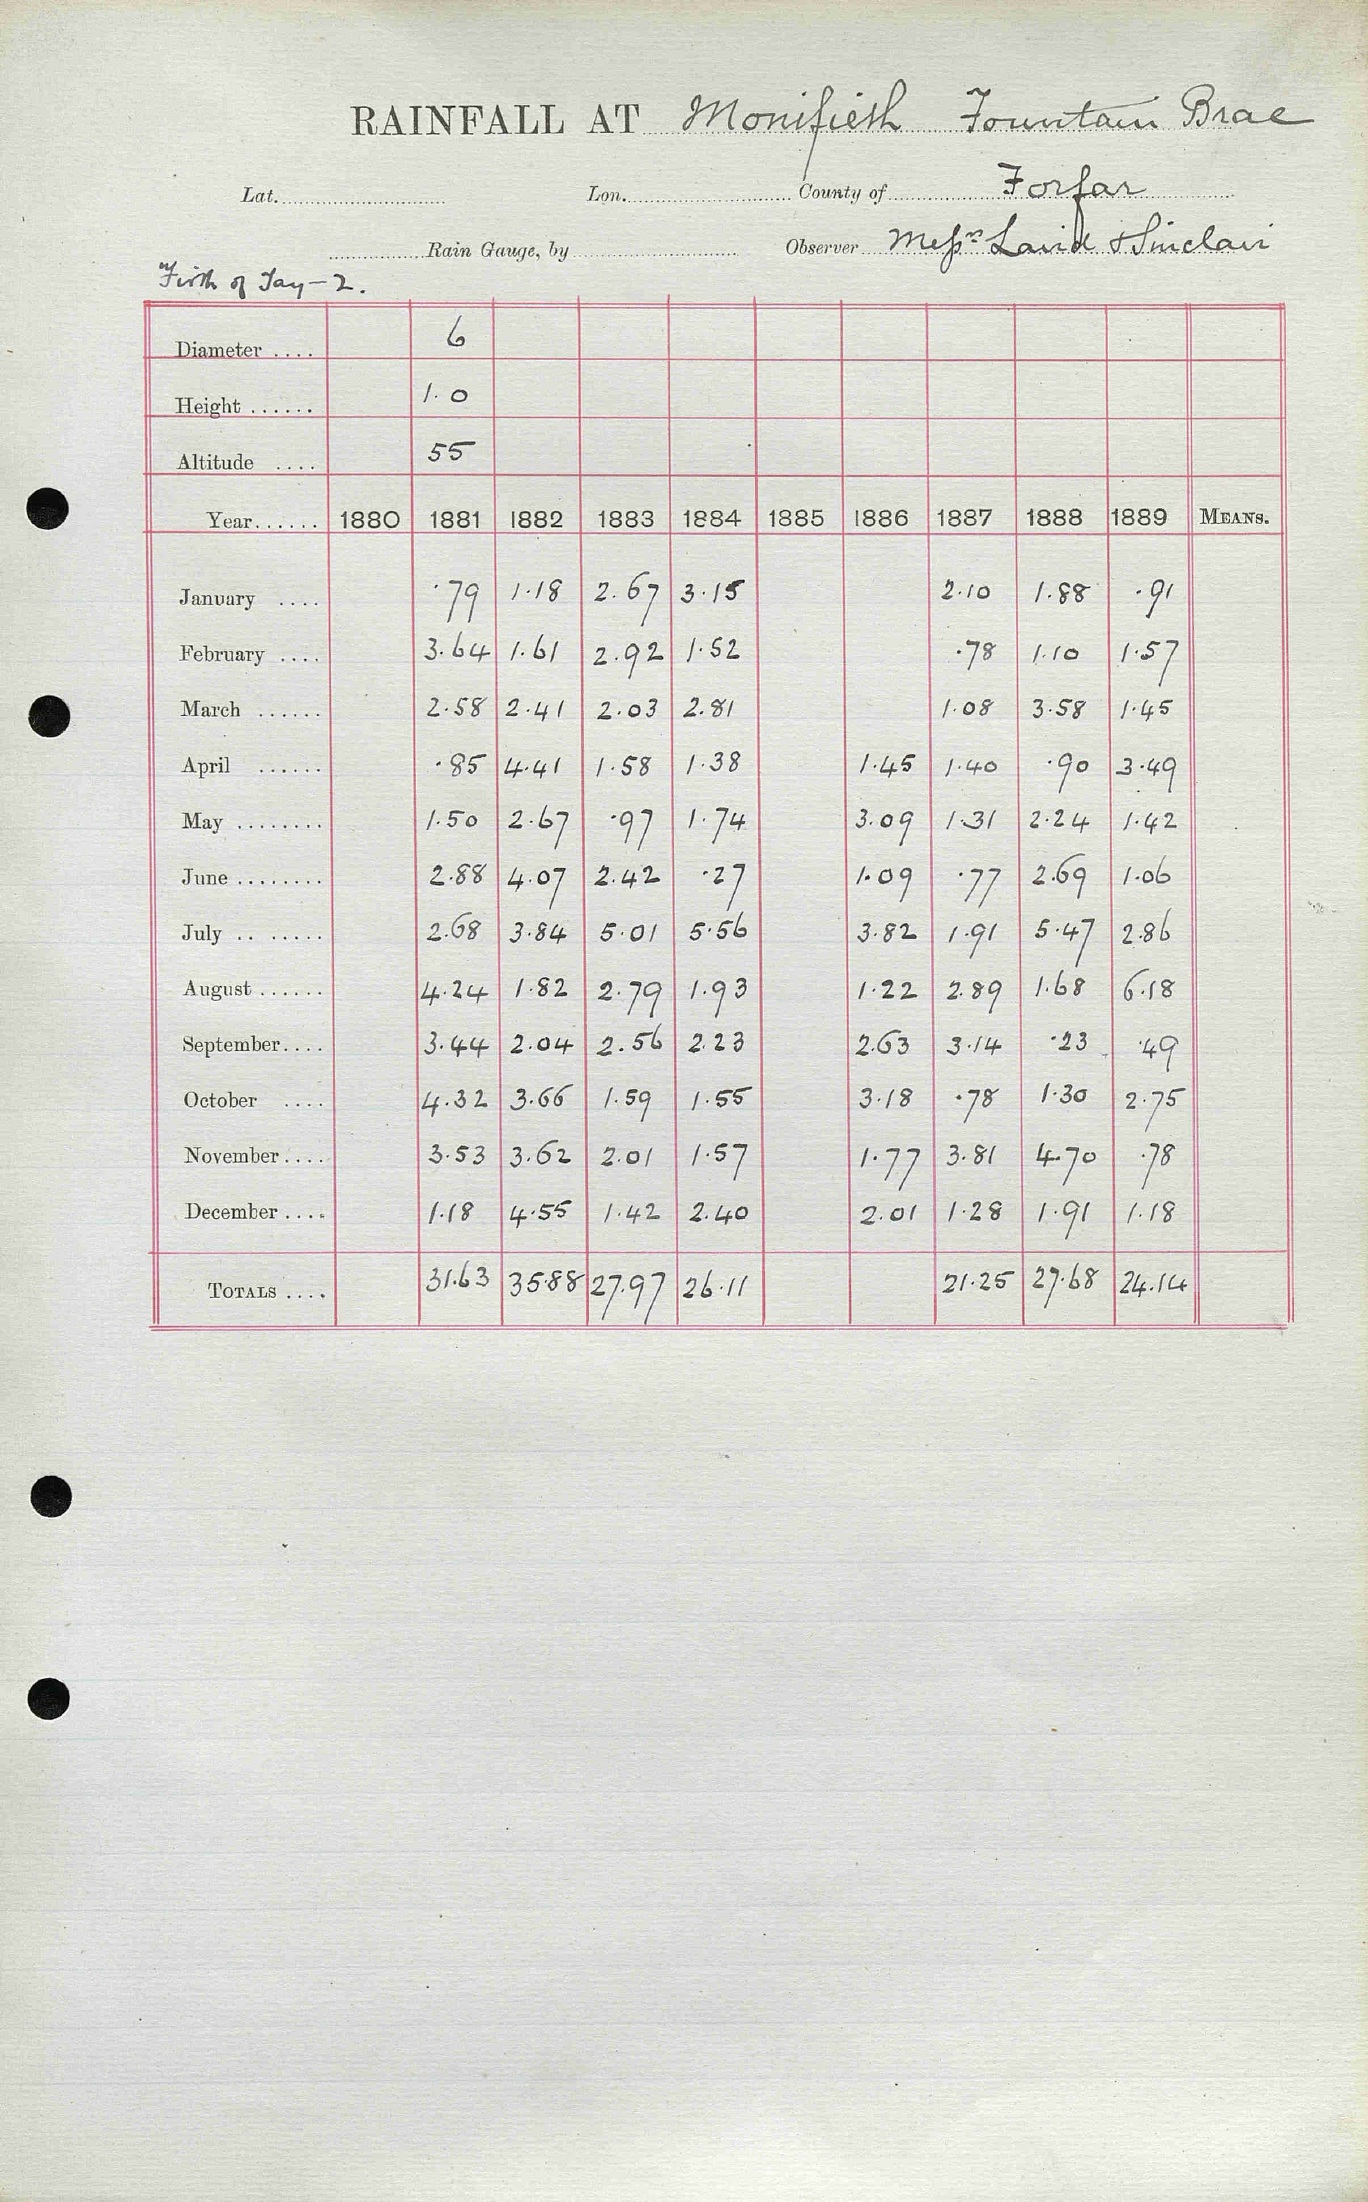 RAINFALL AT Monifieth Fountain Brae
Lat. Lon. County of Forfar
Rain Gauge, by Observer Messrs Laird & Sinclair
Firth of Tay - 2.
Diameter .... 6
Height ...... 1.0
Altitude .... 55
Year...... 1880 1881 1882 1883 1884 1885 1886 1887 1888 1889 MEANS.
January .... .79 1.18 2.67 3.15 2.10 1.88 .91
February .... 3.64 1.61 2.92 1.52 .78 1.10 1.57
March ...... 2.58 2.41 2.03 2.81 1.08 3.58 1.45
April ...... .85 4.41 1.58 1.38 1.45 1.40 .90 3.49
May ........ 1.50 2.67 .97 1.74 3.09 1.31 2.24 1.42
June ........ 2.88 4.07 2.42 .27 1.09 .77 2.69 1.06
July .. ..... 2.68 3.84 5.01 5.56 3.82 1.91 5.47 2.86
August ...... 4.24 1.82 2.79 1.93 1.22 2.89 1.68 6.18
September.... 3.44 2.04 2.56 2.23 2.63 3.14 .23 .49
October .... 4.32 3.66 1.59 1.55 3.18 .78 1.30 2.75
November.... 3.53 3.62 2.01 1.57 1.77 3.81 4.70 .78
December .... 1.18 4.55 1.42 2.40 2.01 1.28 1.91 1.18
TOTALS .... 31.63 35.88 27.97 26.11 21.25 27.68 24.14